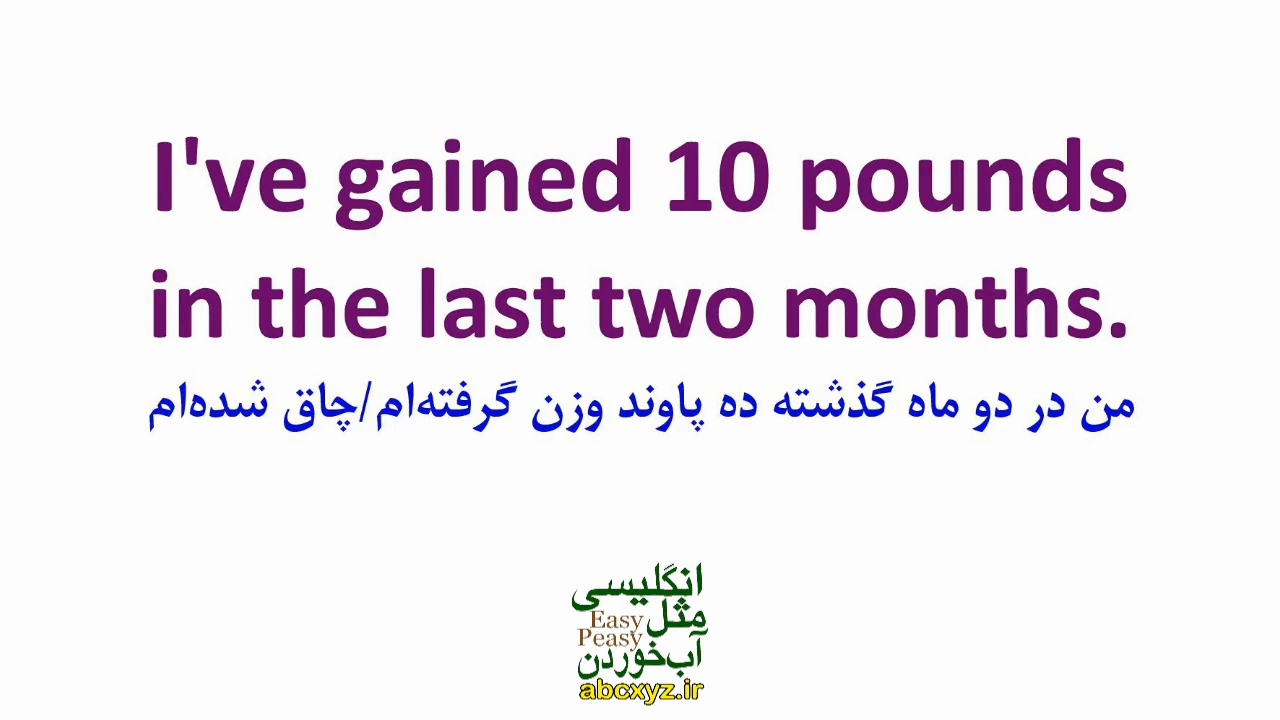 I've gained 10 pounds
in the last two months.
من در دو ماه گذشته ده پاوند وزن گرفته‌ام/چاق شده‌ام
انگلیسی
مثل
Easy
Peasy
آب‌خوردن
abcxyz.ir